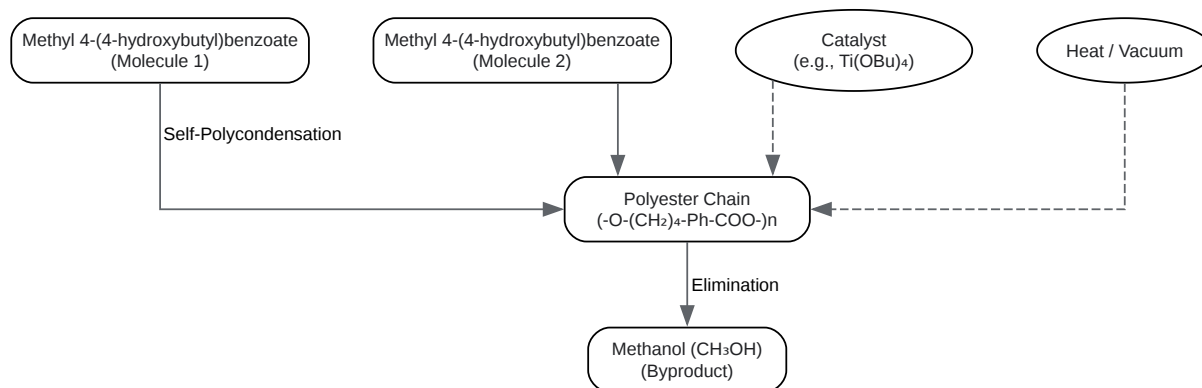 Methyl 4-(4-hydroxybutyl)benzoate
(Molecule 1)
Methyl 4-(4-hydroxybutyl)benzoate
(Molecule 2)
Catalyst
(e.g., Ti(OBu)₄)
Heat / Vacuum
Self-Polycondensation
Polyester Chain
(-O-(CH₂)₄-Ph-COO-)n
Elimination
Methanol (CH₃OH)
(Byproduct)